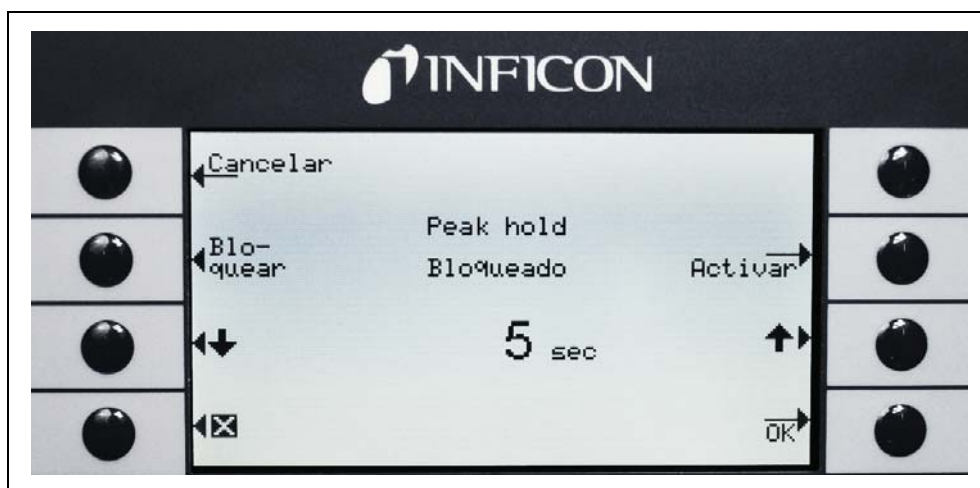 INFICON
Cancelar
Peak hold
Blo-
quear
Bloqueado
Activar
5 sec
OK